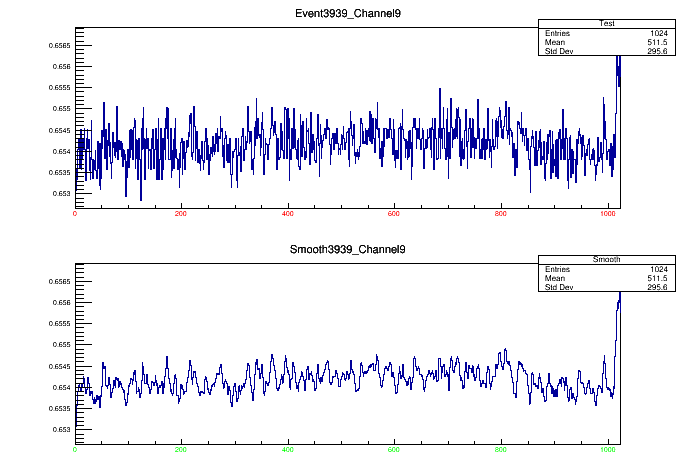 Event3939_Channel9
Test
Entries 1024
Mean 511.5
Std Dev 295.6
0.6565
0.656
0.6555
0.655
0.6545
0.654
0.6535
0.653
0 200 400 600 800 1000
Smooth3939_Channel9
Smooth
Entries 1024
Mean 511.5
Std Dev 295.6
0.6565
0.656
0.6555
0.655
0.6545
0.654
0.6535
0.653
0 200 400 600 800 1000